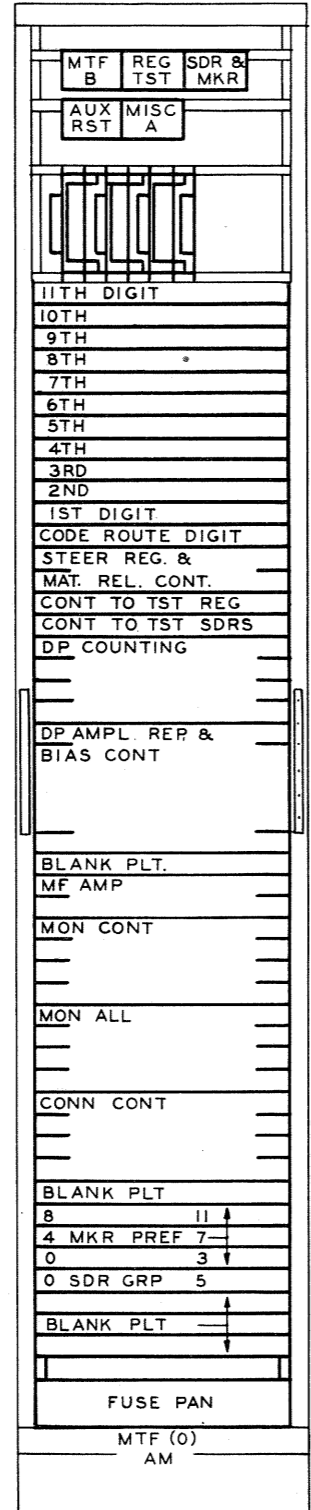 MTF REG SDR &
B TST MKR
AUX MISC
RST A
11TH DIGIT
10TH
9TH
8TH
7TH
6TH
5TH
4TH
3RD
2ND
1ST DIGIT
CODE ROUTE DIGIT
STEER REG. &
MAT. REL. CONT.
CONT TO TST REG
CONT TO TST SDRS
DP COUNTING
DP AMPL. REP. &
BIAS CONT
BLANK PLT.
MF AMP
MON CONT
MON ALL
CONN CONT
BLANK PLT
8 11
4 MKR PREF 7
0 3
0 SDR GRP 5
BLANK PLT
FUSE PAN
MTF (0)
AM